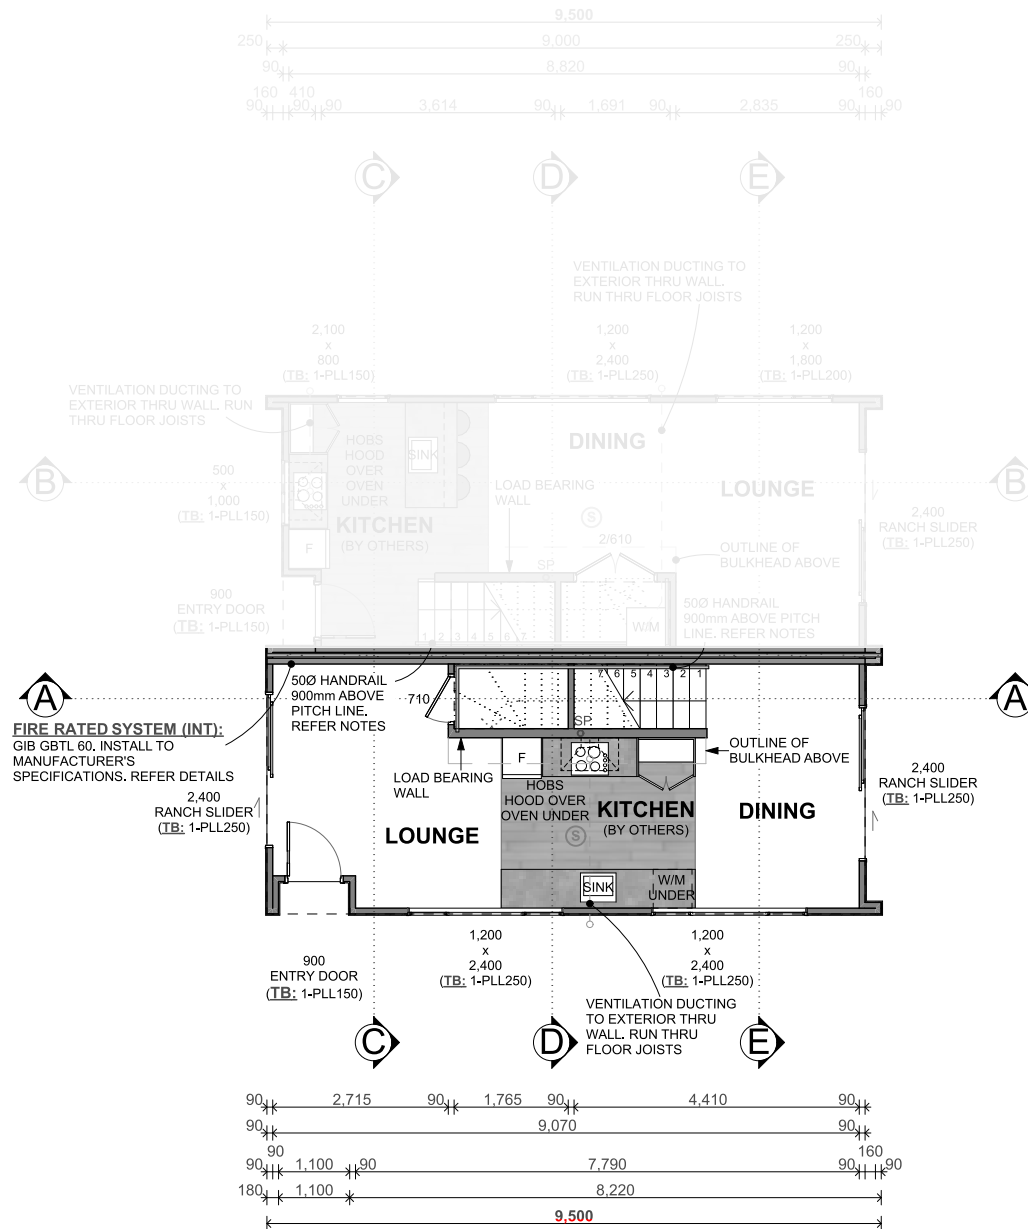 9,500
250 9,000 250
90 8,820 90
160 410 160
90 90 90 3,614 90 1,691 90 2,835 90 90
C D E
VENTILATION DUCTING TO
EXTERIOR THRU WALL.
RUN THRU FLOOR JOISTS
2,100
x
800
(TB: 1-PLL150)
1,200
x
2,400
(TB: 1-PLL250)
1,200
x
1,800
(TB: 1-PLL200)
VENTILATION DUCTING TO
EXTERIOR THRU WALL. RUN
THRU FLOOR JOISTS
HOBS
HOOD
OVER
OVEN
UNDER
SINK
DINING
B
500
x
1,000
(TB: 1-PLL150)
LOAD BEARING
WALL
LOUNGE
B
2,400
RANCH SLIDER
(TB: 1-PLL250)
KITCHEN
(BY OTHERS)
F
S
2/610
SP
OUTLINE OF
BULKHEAD ABOVE
900
ENTRY DOOR
(TB: 1-PLL150)
1 2 3 4 5 6 7
W/M
50Ø HANDRAIL
900mm ABOVE PITCH
LINE. REFER NOTES
A
50Ø HANDRAIL
900mm ABOVE
PITCH LINE.
REFER NOTES
710
7 6 5 4 3 2 1
A
FIRE RATED SYSTEM (INT):
GIB GBTL 60. INSTALL TO
MANUFACTURER'S
SPECIFICATIONS. REFER DETAILS
SP
F
OUTLINE OF
BULKHEAD ABOVE
LOAD BEARING
WALL
HOBS
HOOD OVER
OVEN UNDER
2,400
RANCH SLIDER
(TB: 1-PLL250)
LOUNGE
KITCHEN
(BY OTHERS)
S
DINING
2,400
RANCH SLIDER
(TB: 1-PLL250)
SINK
W/M
UNDER
900
ENTRY DOOR
(TB: 1-PLL150)
1,200
x
2,400
(TB: 1-PLL250)
1,200
x
2,400
(TB: 1-PLL250)
VENTILATION DUCTING
TO EXTERIOR THRU
WALL. RUN THRU
FLOOR JOISTS
C D E
90 2,715 90 1,765 90 4,410 90
90 9,070 90
90 160
90 1,100 90 7,790 90 90
180 1,100 8,220
9,500